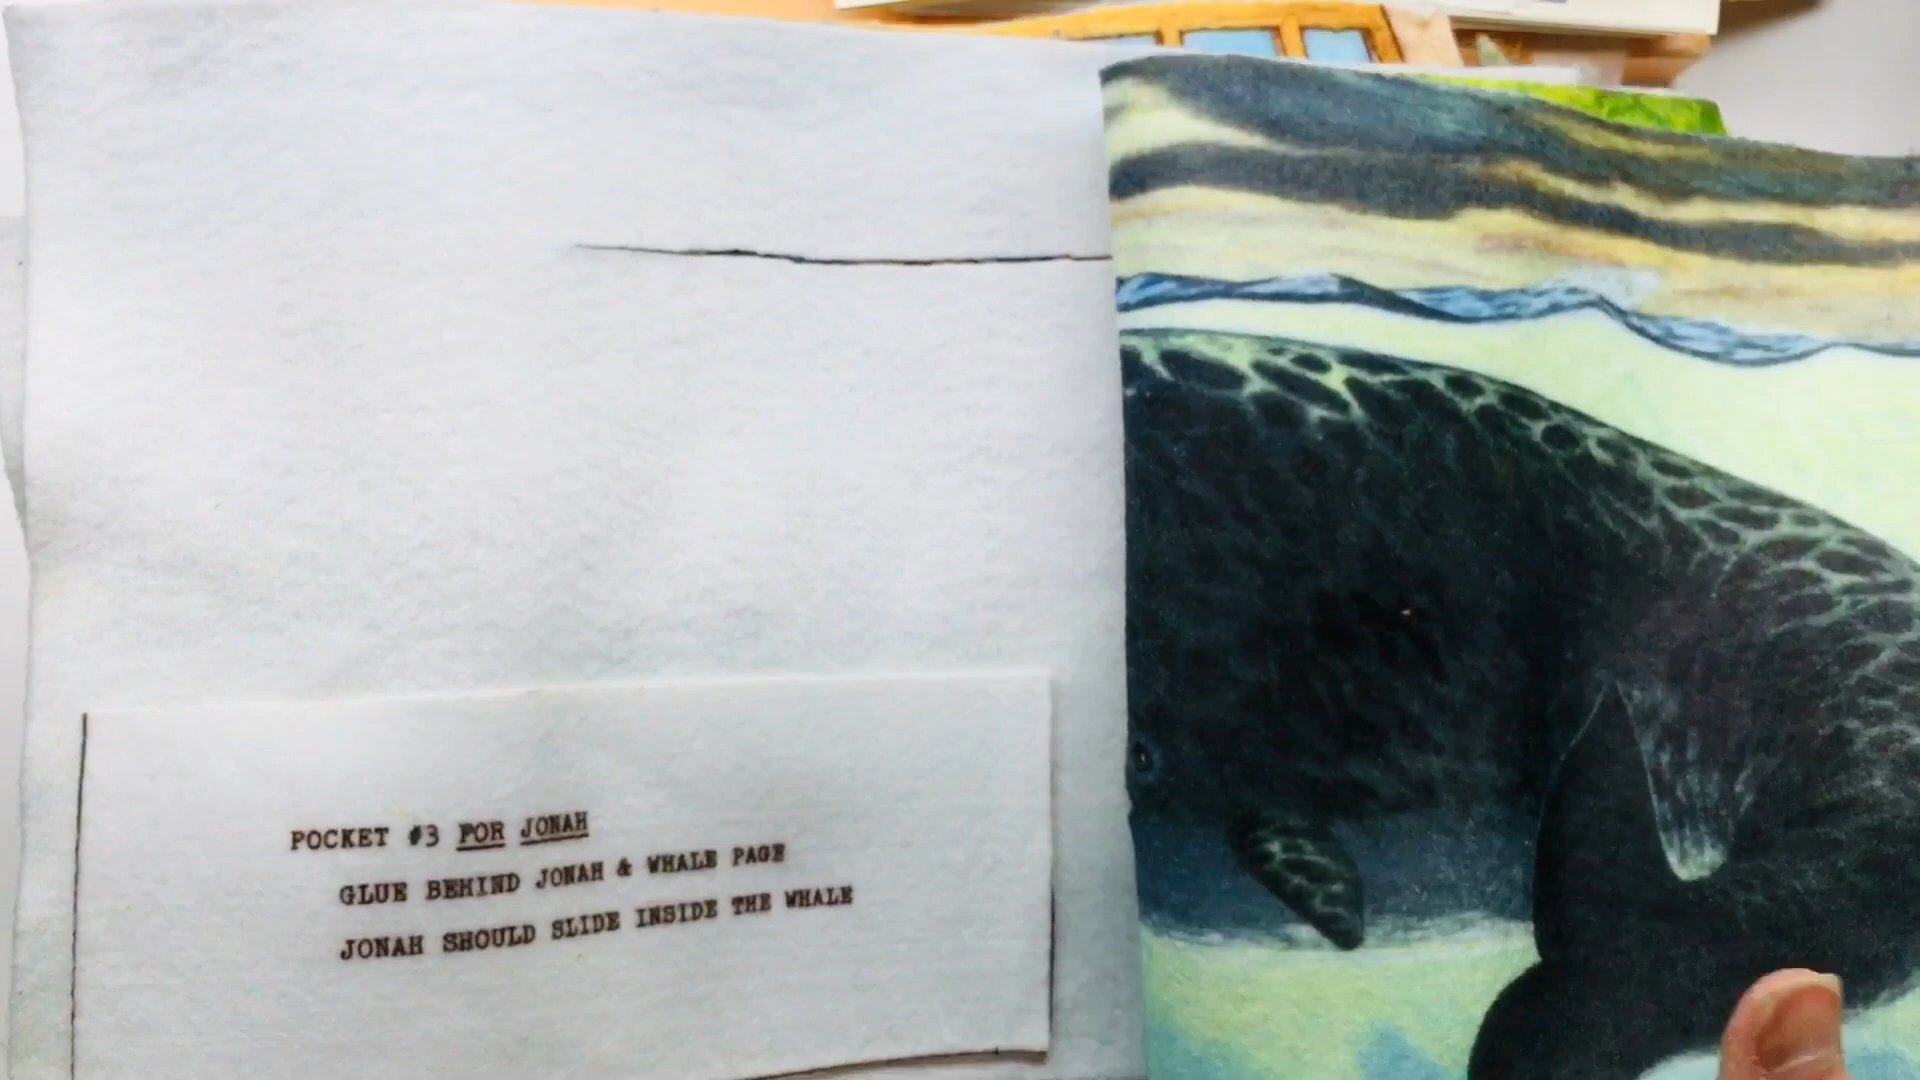 POCKET #3 FOR JONAH
GLUE BEHIND JONAH & WHALE PAGE
JONAH SHOULD SLIDE INSIDE THE WHALE